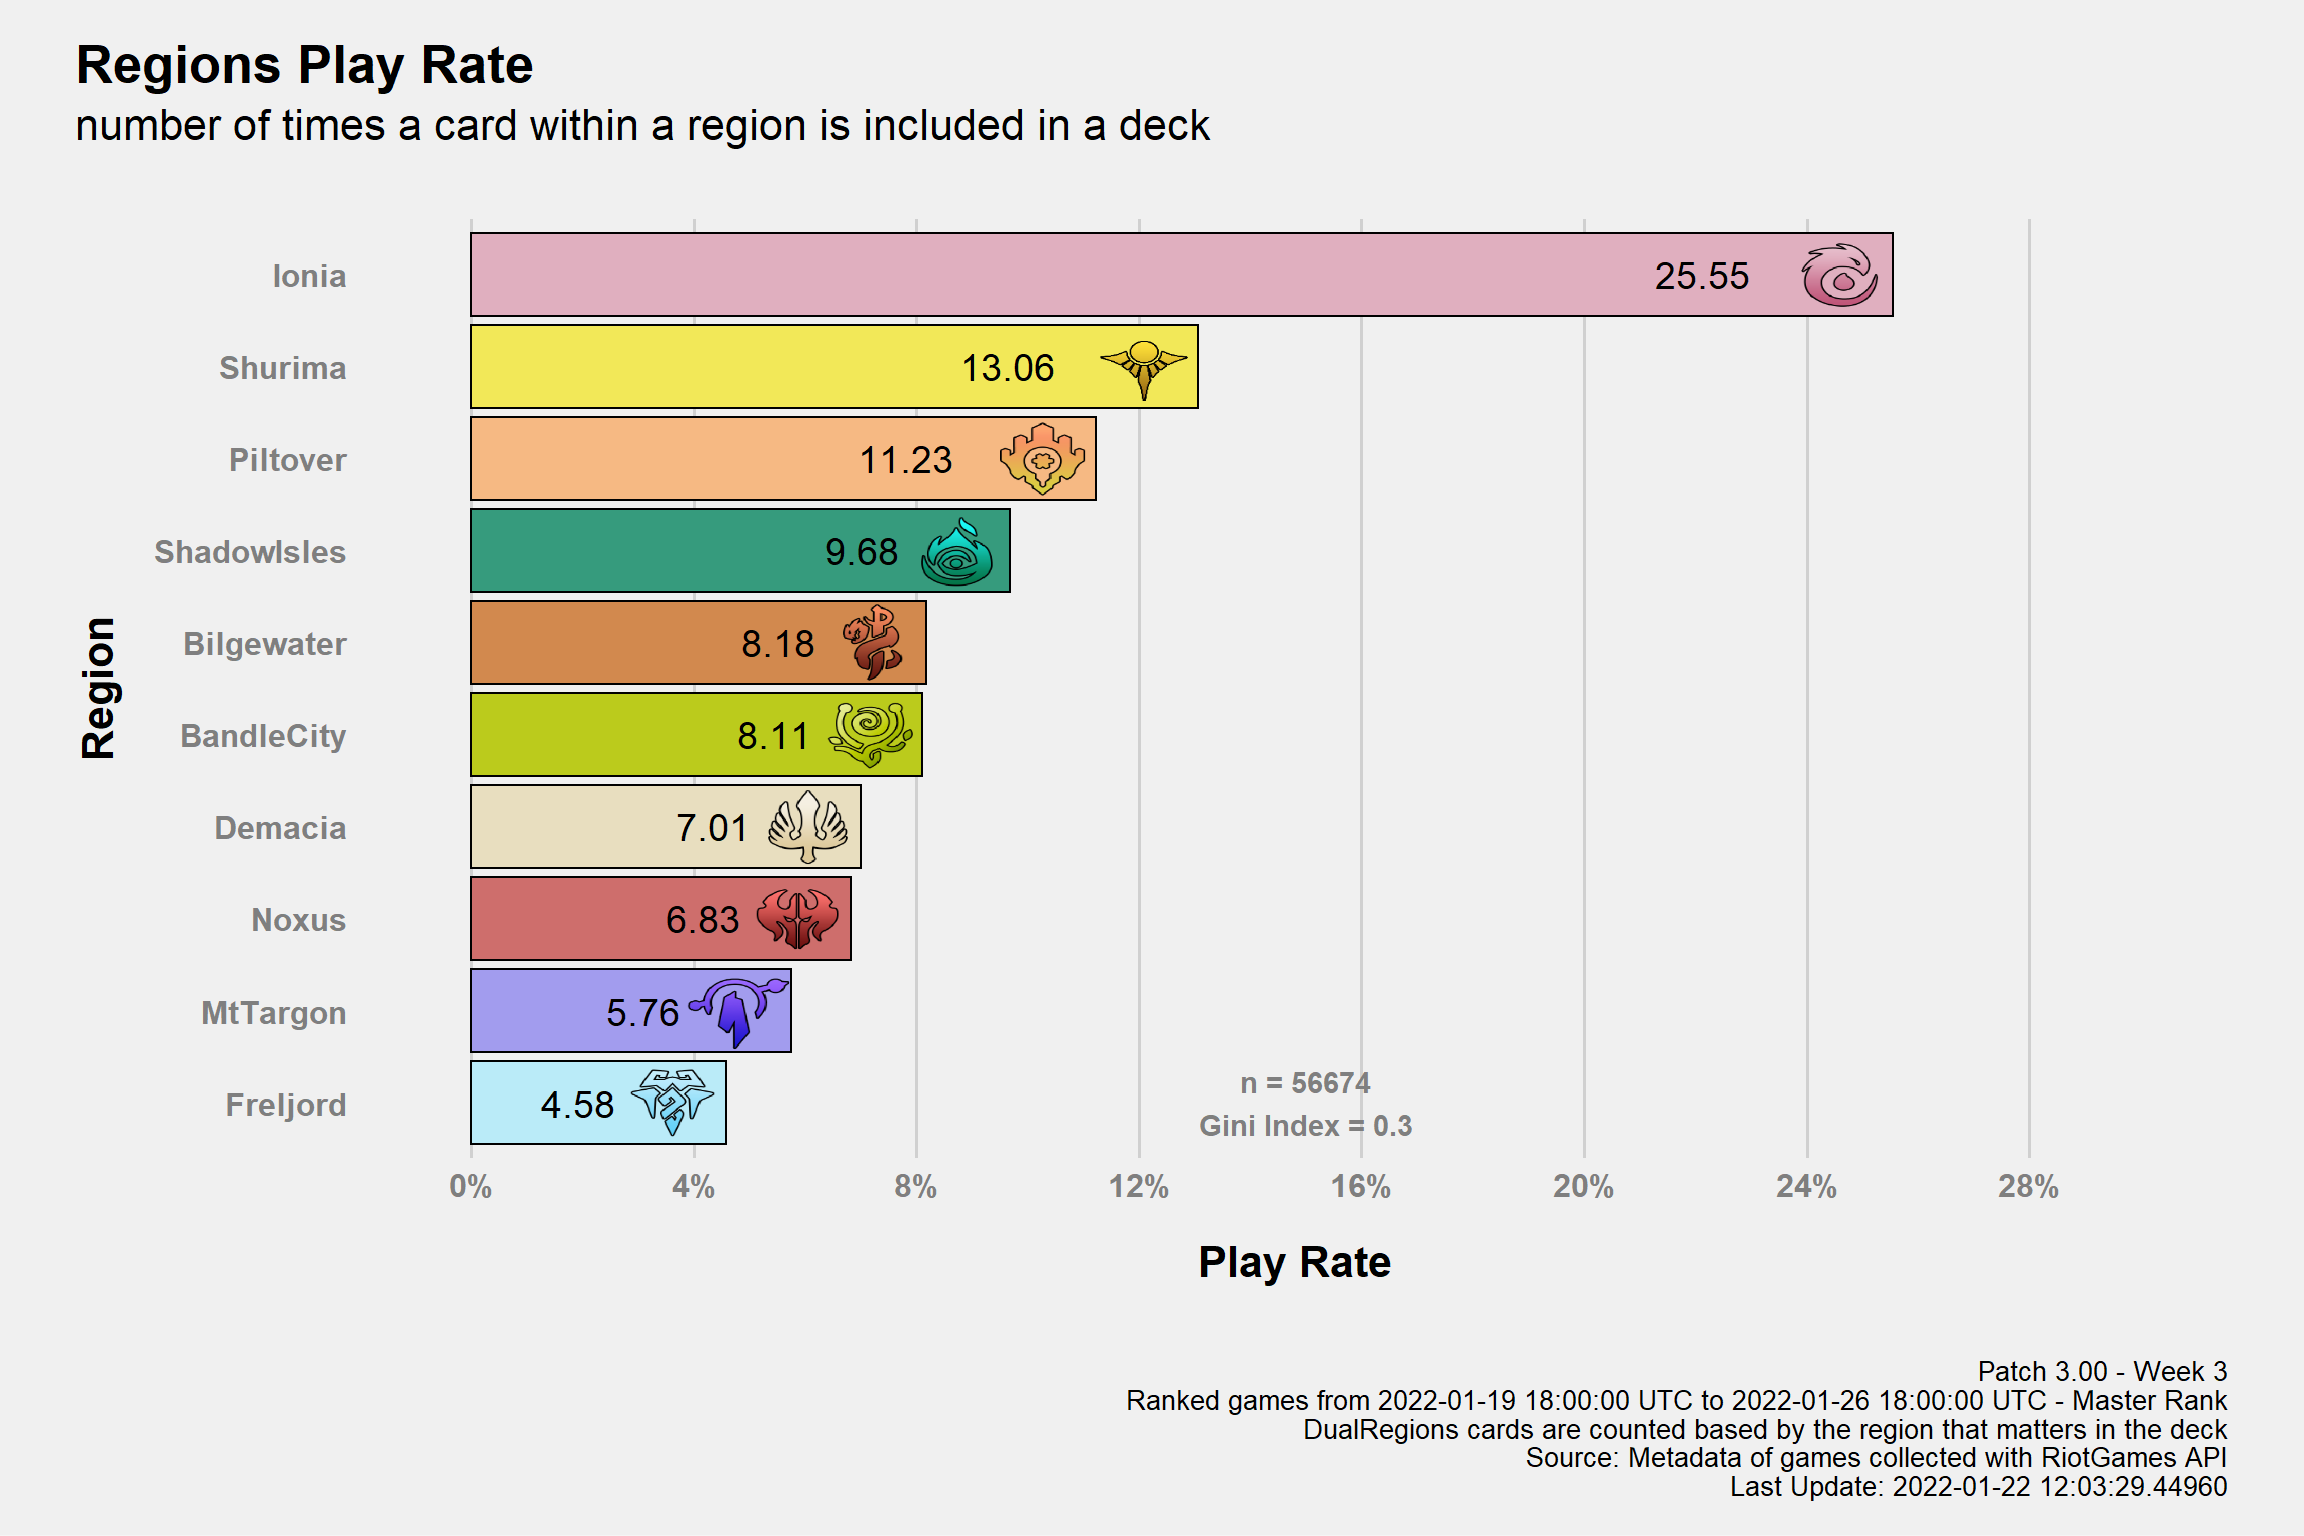 Regions Play Rate
number of times a card within a region is included in a deck
Region
Ionia 25.55
Shurima 13.06
Piltover 11.23
ShadowIsles 9.68
Bilgewater 8.18
BandleCity 8.11
Demacia 7.01
Noxus 6.83
MtTargon 5.76
Freljord 4.58
n = 56674
Gini Index = 0.3
0% 4% 8% 12% 16% 20% 24% 28%
Play Rate
Patch 3.00 - Week 3
Ranked games from 2022-01-19 18:00:00 UTC to 2022-01-26 18:00:00 UTC - Master Rank
DualRegions cards are counted based by the region that matters in the deck
Source: Metadata of games collected with RiotGames API
Last Update: 2022-01-22 12:03:29.44960